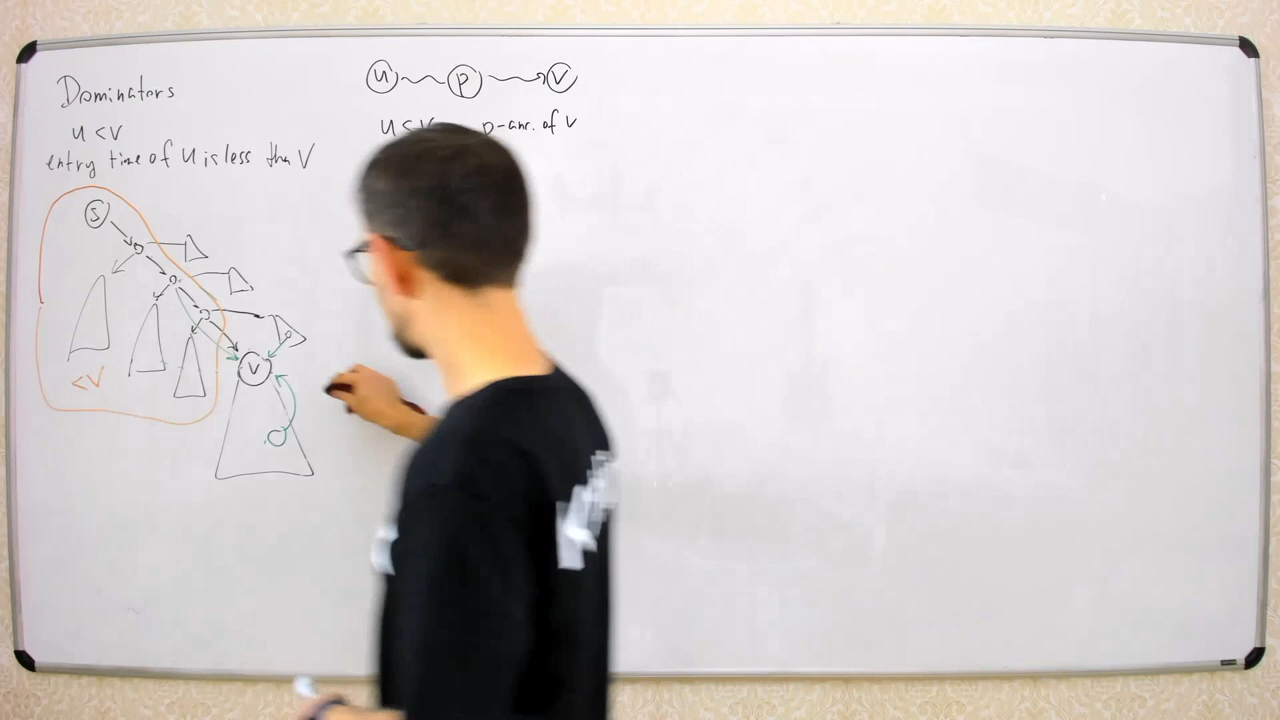 Dominators
u < v
entry time of u is less than v
u p v
u < v p-anc. of v
S
< v
v